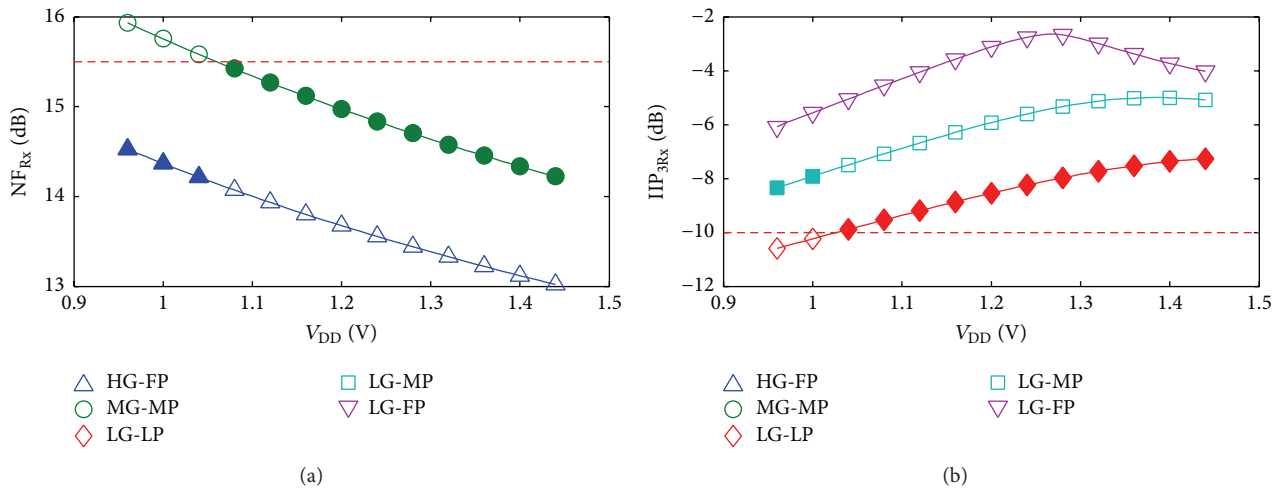 16
15
14
13
NF_Rx (dB)
0.9 1 1.1 1.2 1.3 1.4 1.5
V_DD (V)
HG-FP
MG-MP
LG-LP
LG-MP
LG-FP
(a)
−2
−4
−6
−8
−10
−12
IIP_3Rx (dB)
0.9 1 1.1 1.2 1.3 1.4 1.5
V_DD (V)
HG-FP
MG-MP
LG-LP
LG-MP
LG-FP
(b)